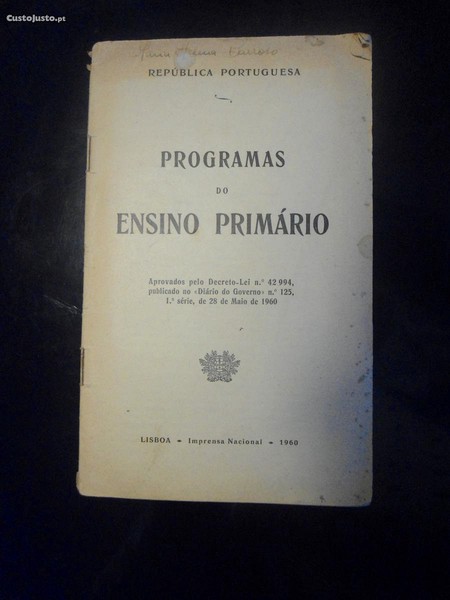 CustoJusto.pt
REPÚBLICA PORTUGUESA
PROGRAMAS
DO
ENSINO PRIMÁRIO
Aprovados pelo Decreto-Lei n.º 42 994,
publicado no «Diário do Governo» n.º 125,
1.ª série, de 28 de Maio de 1960
LISBOA - Imprensa Nacional - 1960